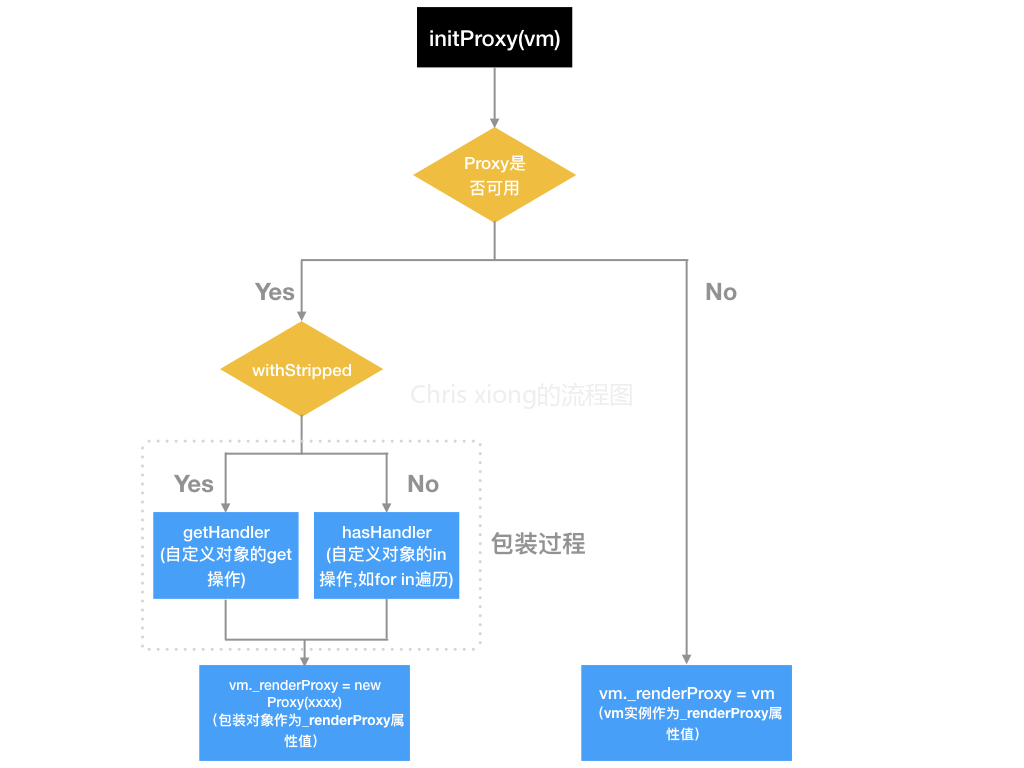 initProxy(vm)
Proxy是
否可用
Yes
No
withStripped
Chris xiong的流程图
Yes
No
getHandler
(自定义对象的get
操作)
hasHandler
(自定义对象的in
操作,如for in遍历)
包装过程
vm._renderProxy = new
Proxy(xxxx)
（包装对象作为_renderProxy属
性值）
vm._renderProxy = vm
（vm实例作为_renderProxy属
性值）